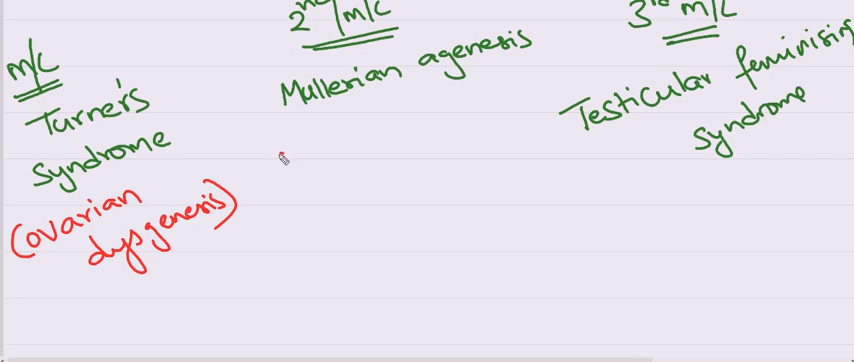 m/c
Turner's
Syndrome
(ovarian
dysgenesis)
2nd m/c
Mullerian agenesis
3rd m/c
Testicular feminising
syndrome